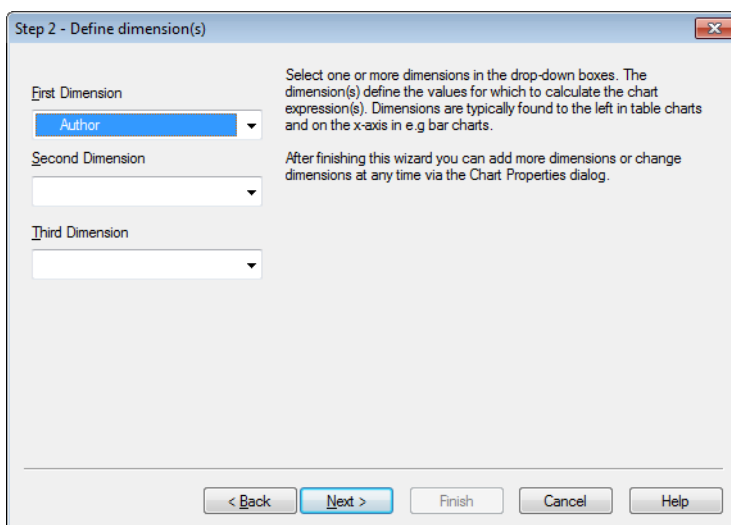 Step 2 - Define dimension(s)
First Dimension
Author
Second Dimension
Third Dimension
Select one or more dimensions in the drop-down boxes. The
dimension(s) define the values for which to calculate the chart
expression(s). Dimensions are typically found to the left in table charts
and on the x-axis in e.g bar charts.
After finishing this wizard you can add more dimensions or change
dimensions at any time via the Chart Properties dialog.
< Back
Next >
Finish
Cancel
Help